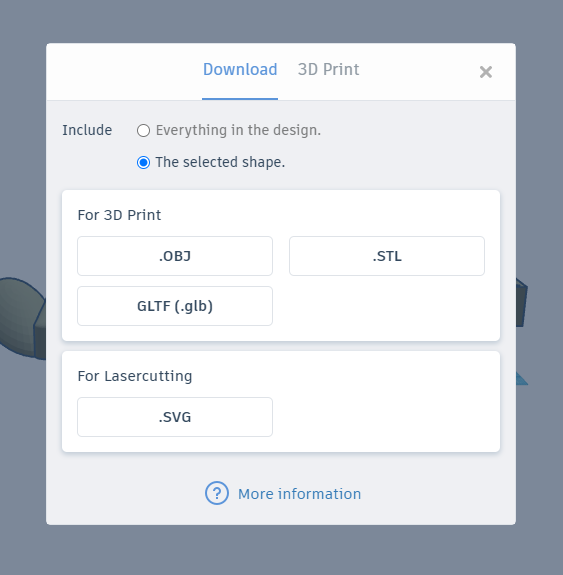 Download 3D Print ×
Include Everything in the design.
The selected shape.
For 3D Print
.OBJ .STL
GLTF (.glb)
For Lasercutting
.SVG
? More information